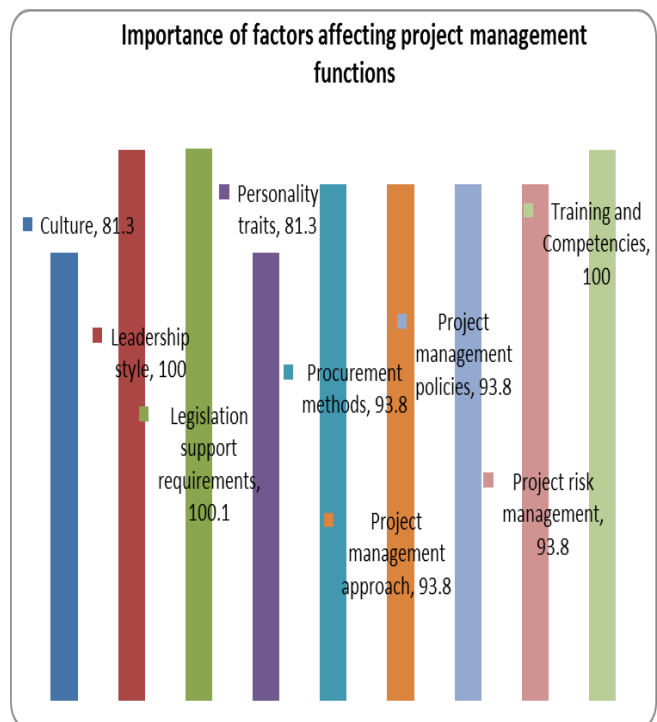 Importance of factors affecting project management
functions
Culture, 81.3
Leadership
style, 100
Legislation
support
requirements,
100.1
Personality
traits, 81.3
Procurement
methods, 93.8
Project
management
approach, 93.8
Project
management
policies, 93.8
Project risk
management,
93.8
Training and
Competencies,
100